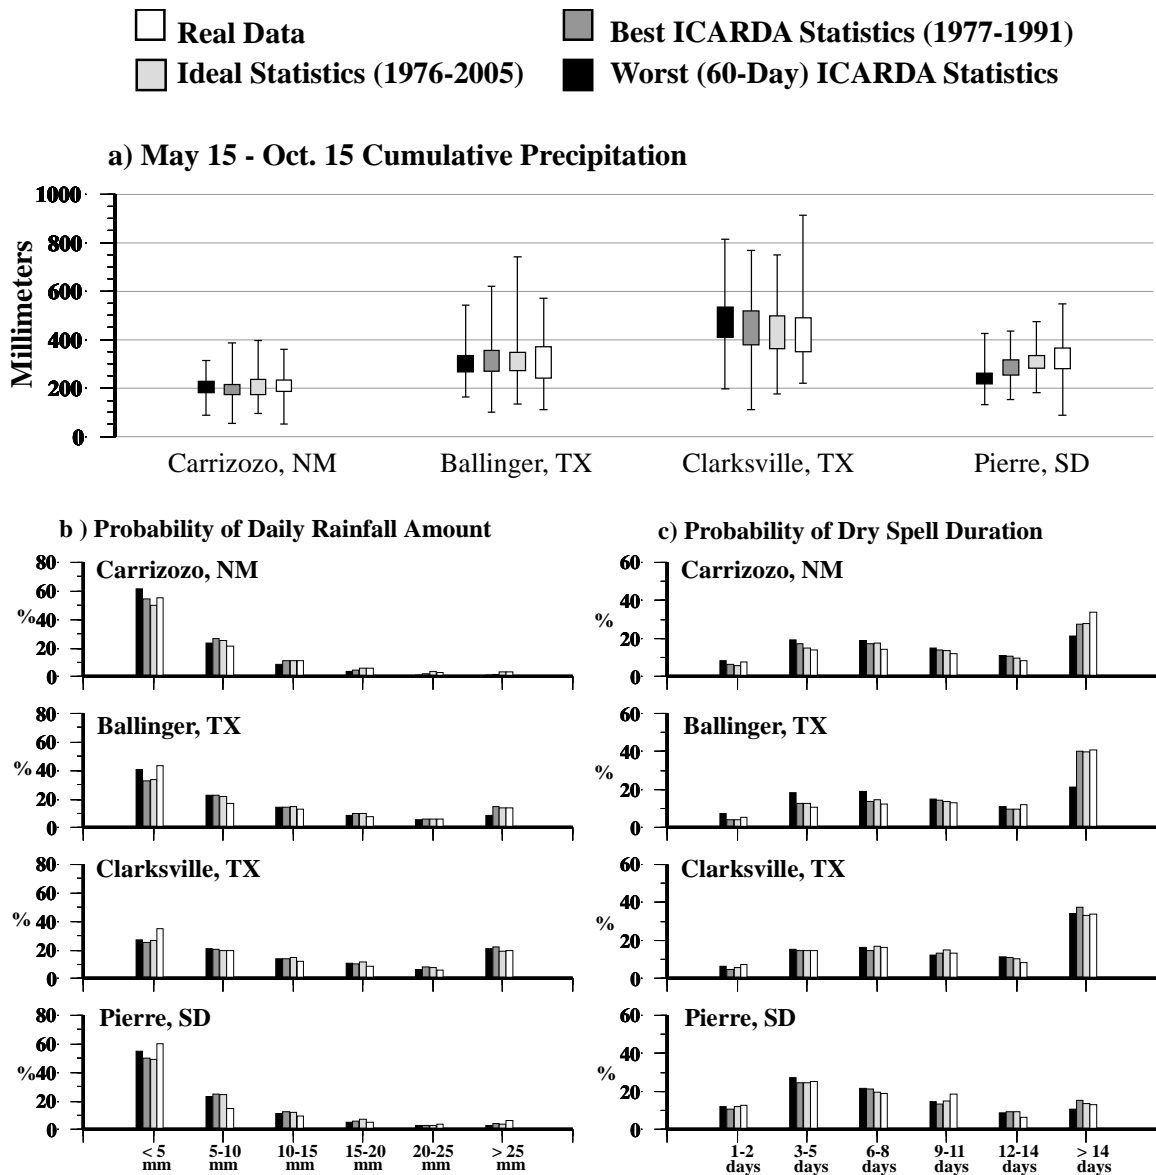 Real Data
Best ICARDA Statistics (1977-1991)
Ideal Statistics (1976-2005)
Worst (60-Day) ICARDA Statistics
a) May 15 - Oct. 15 Cumulative Precipitation
1000
800
600
400
200
0
Millimeters
Carrizozo, NM
Ballinger, TX
Clarksville, TX
Pierre, SD
b ) Probability of Daily Rainfall Amount
80
60
40
20
0
%
Carrizozo, NM
80
60
40
20
0
%
Ballinger, TX
80
60
40
20
0
%
Clarksville, TX
80
60
40
20
0
%
Pierre, SD
< 5 mm
5-10 mm
10-15 mm
15-20 mm
20-25 mm
> 25 mm
c) Probability of Dry Spell Duration
60
40
20
0
%
Carrizozo, NM
60
40
20
0
%
Ballinger, TX
60
40
20
0
%
Clarksville, TX
60
40
20
0
%
Pierre, SD
1-2 days
3-5 days
6-8 days
9-11 days
12-14 days
> 14 days